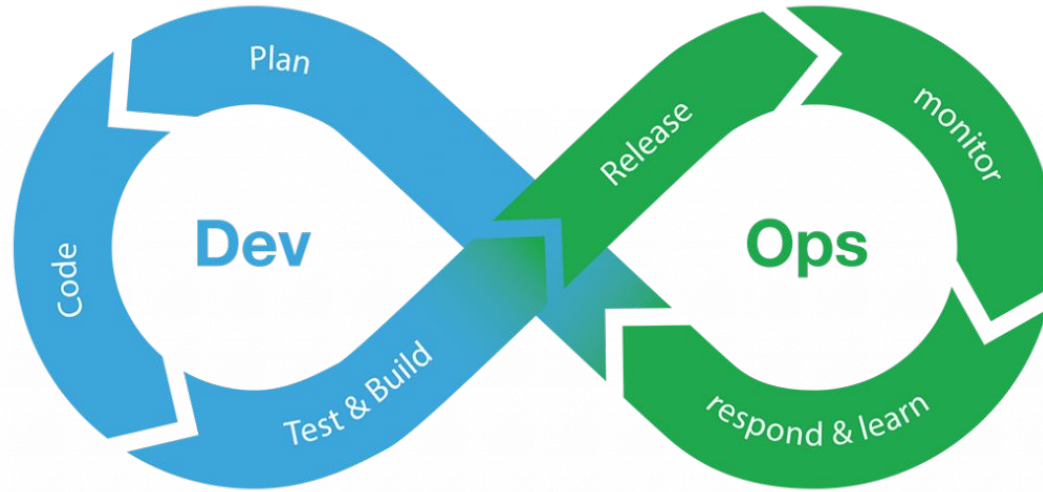 Plan
Code
Dev
Test & Build
Release
monitor
Ops
respond & learn